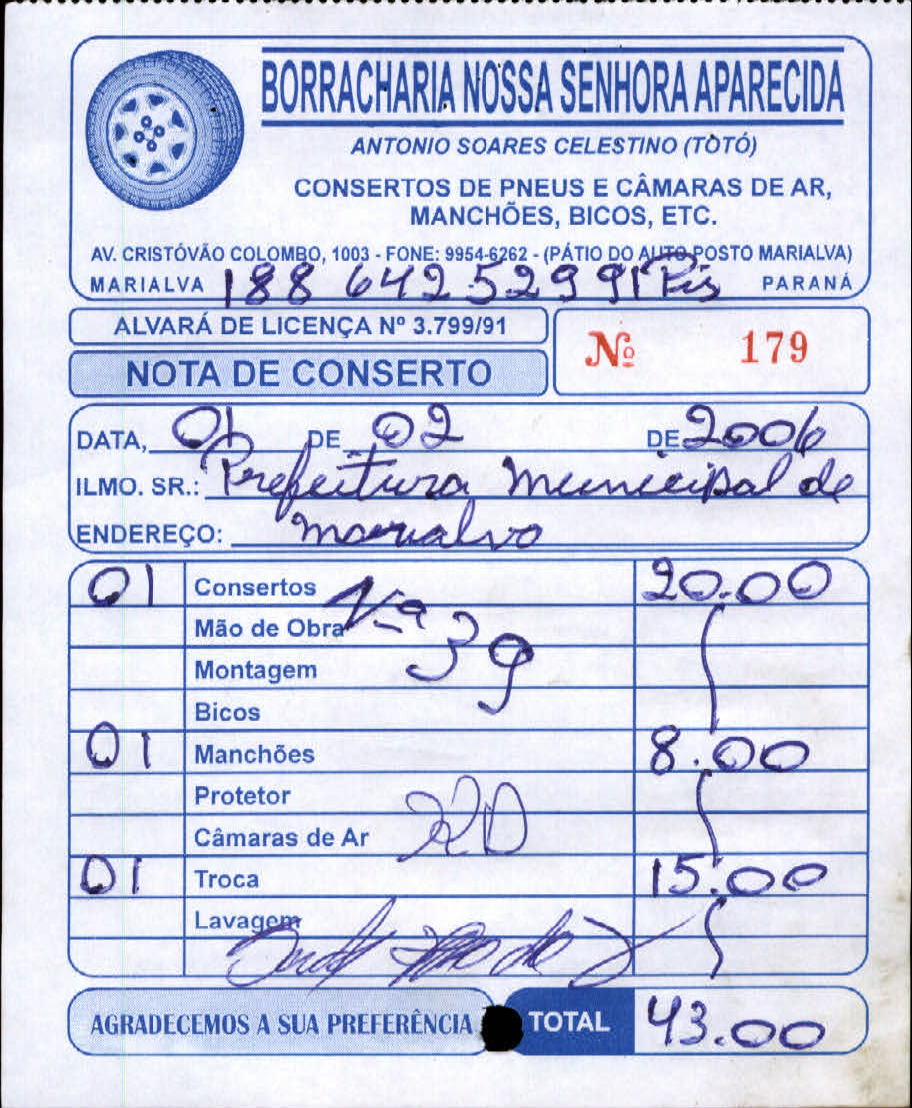 BORRACHARIA NOSSA SENHORA APARECIDA
ANTONIO SOARES CELESTINO (TÒTÓ)
CONSERTOS DE PNEUS E CÂMARAS DE AR,
MANCHÕES, BICOS, ETC.
AV. CRISTÓVÃO COLOMBO, 1003 - FONE: 9954-6262 - (PÁTIO DO AUTO POSTO MARIALVA)
MARIALVA 188 642 529 91 Pis PARANÁ
ALVARÁ DE LICENÇA Nº 3.799/91
Nº 179
NOTA DE CONSERTO
DATA, 01 DE 02 DE 2006
ILMO. SR.: Prefeitura Municipal de
ENDEREÇO: Marialva
01 Consertos 20.00
Mão de Obra Nº 39
Montagem
Bicos
01 Manchões 8.00
Protetor
Câmaras de Ar
01 Troca 15.00
Lavagem
AGRADECEMOS A SUA PREFERÊNCIA TOTAL 43.00